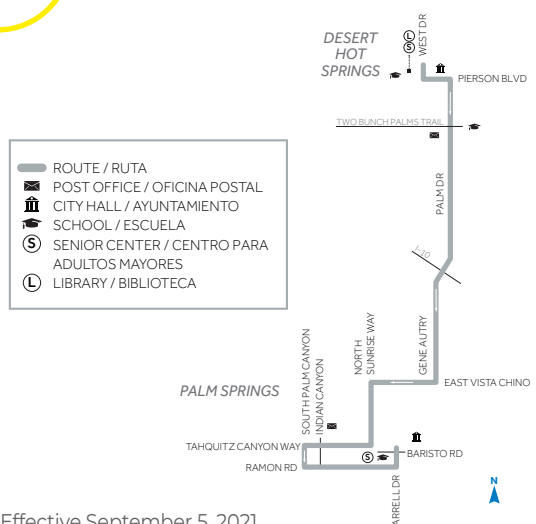 DESERT
HOT
SPRINGS
L
S
WEST DR
PIERSON BLVD
TWO BUNCH PALMS TRAIL
PALM DR
I-10
ROUTE / RUTA
POST OFFICE / OFICINA POSTAL
CITY HALL / AYUNTAMIENTO
SCHOOL / ESCUELA
S SENIOR CENTER / CENTRO PARA
ADULTOS MAYORES
L LIBRARY / BIBLIOTECA
SOUTH PALM CANYON
INDIAN CANYON
NORTH
SUNRISE WAY
GENE AUTRY
EAST VISTA CHINO
PALM SPRINGS
TAHQUITZ CANYON WAY
S
BARISTO RD
RAMON RD
N
ARRELL DR
Effective September 5, 2021